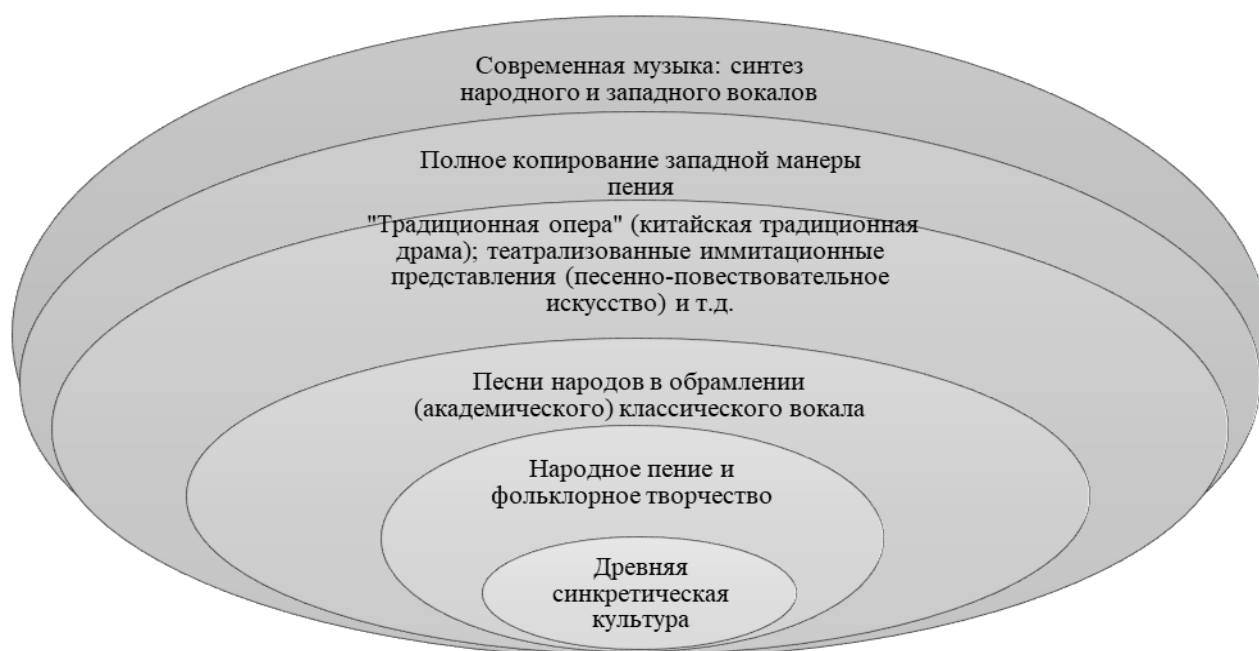 Современная музыка: синтез
народного и западного вокалов
Полное копирование западной манеры
пения
"Традиционная опера" (китайская традиционная
драма); театрализованные иммитационные
представления (песенно-повествовательное
искусство) и т.д.
Песни народов в обрамлении
(академического) классического вокала
Народное пение и
фольклорное творчество
Древняя
синкретическая
культура